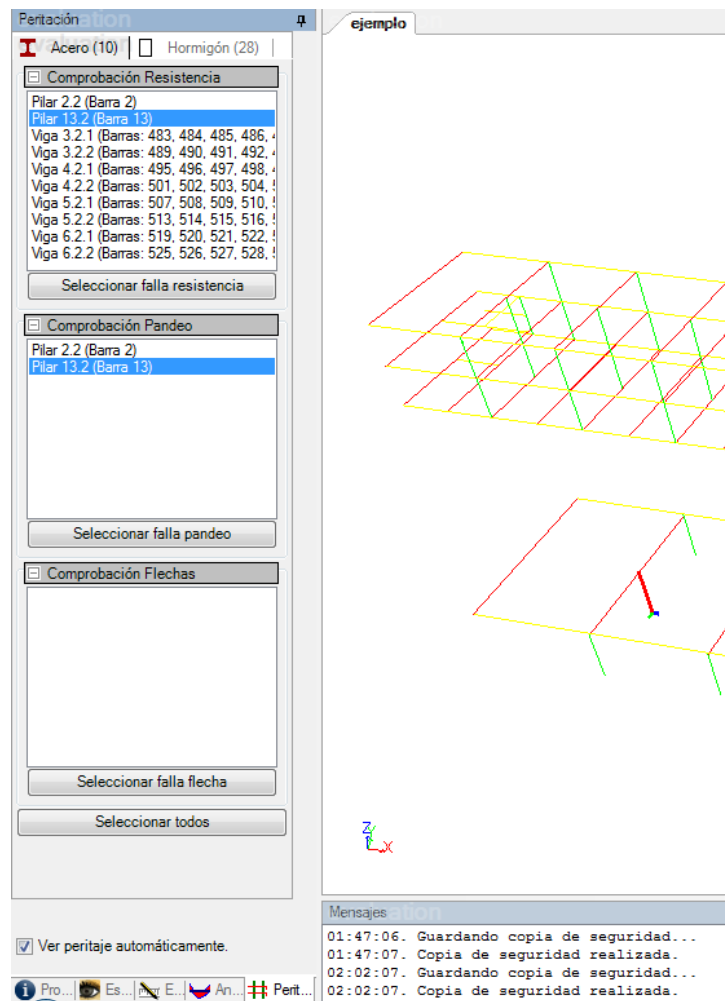 Peritación
Acero (10)
Hormigón (28)
Comprobación Resistencia
Pilar 2.2 (Barra 2)
Pilar 13.2 (Barra 13)
Viga 3.2.1 (Barras: 483, 484, 485, 486,
Viga 3.2.2 (Barras: 489, 490, 491, 492,
Viga 4.2.1 (Barras: 495, 496, 497, 498,
Viga 4.2.2 (Barras: 501, 502, 503, 504,
Viga 5.2.1 (Barras: 507, 508, 509, 510,
Viga 5.2.2 (Barras: 513, 514, 515, 516,
Viga 6.2.1 (Barras: 519, 520, 521, 522,
Viga 6.2.2 (Barras: 525, 526, 527, 528,
Seleccionar falla resistencia
Comprobación Pandeo
Pilar 2.2 (Barra 2)
Pilar 13.2 (Barra 13)
Seleccionar falla pandeo
Comprobación Flechas
Seleccionar falla flecha
Seleccionar todos
Ver peritaje automáticamente.
Pro... Es... E... An... Perit...
ejemplo
Z
Y
X
Mensajes
01:47:06. Guardando copia de seguridad...
01:47:07. Copia de seguridad realizada.
02:02:07. Guardando copia de seguridad...
02:02:07. Copia de seguridad realizada.